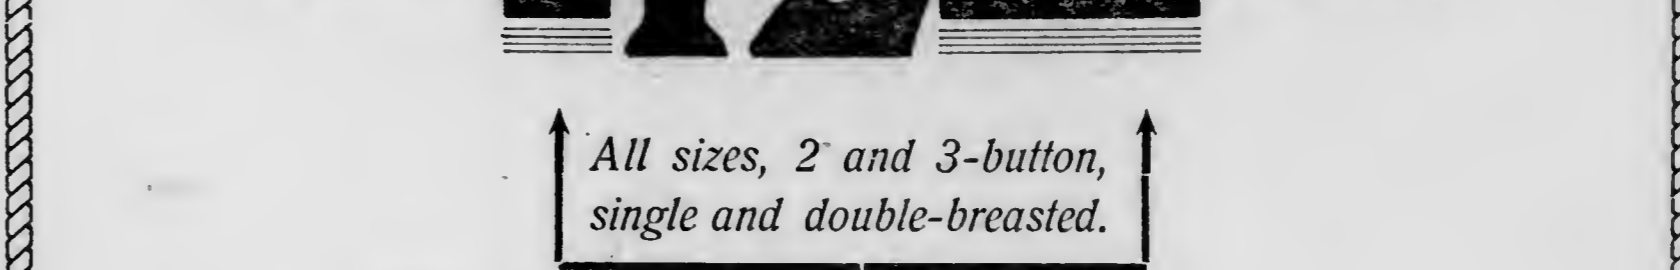 All sizes, 2 and 3-button,
single and double-breasted.